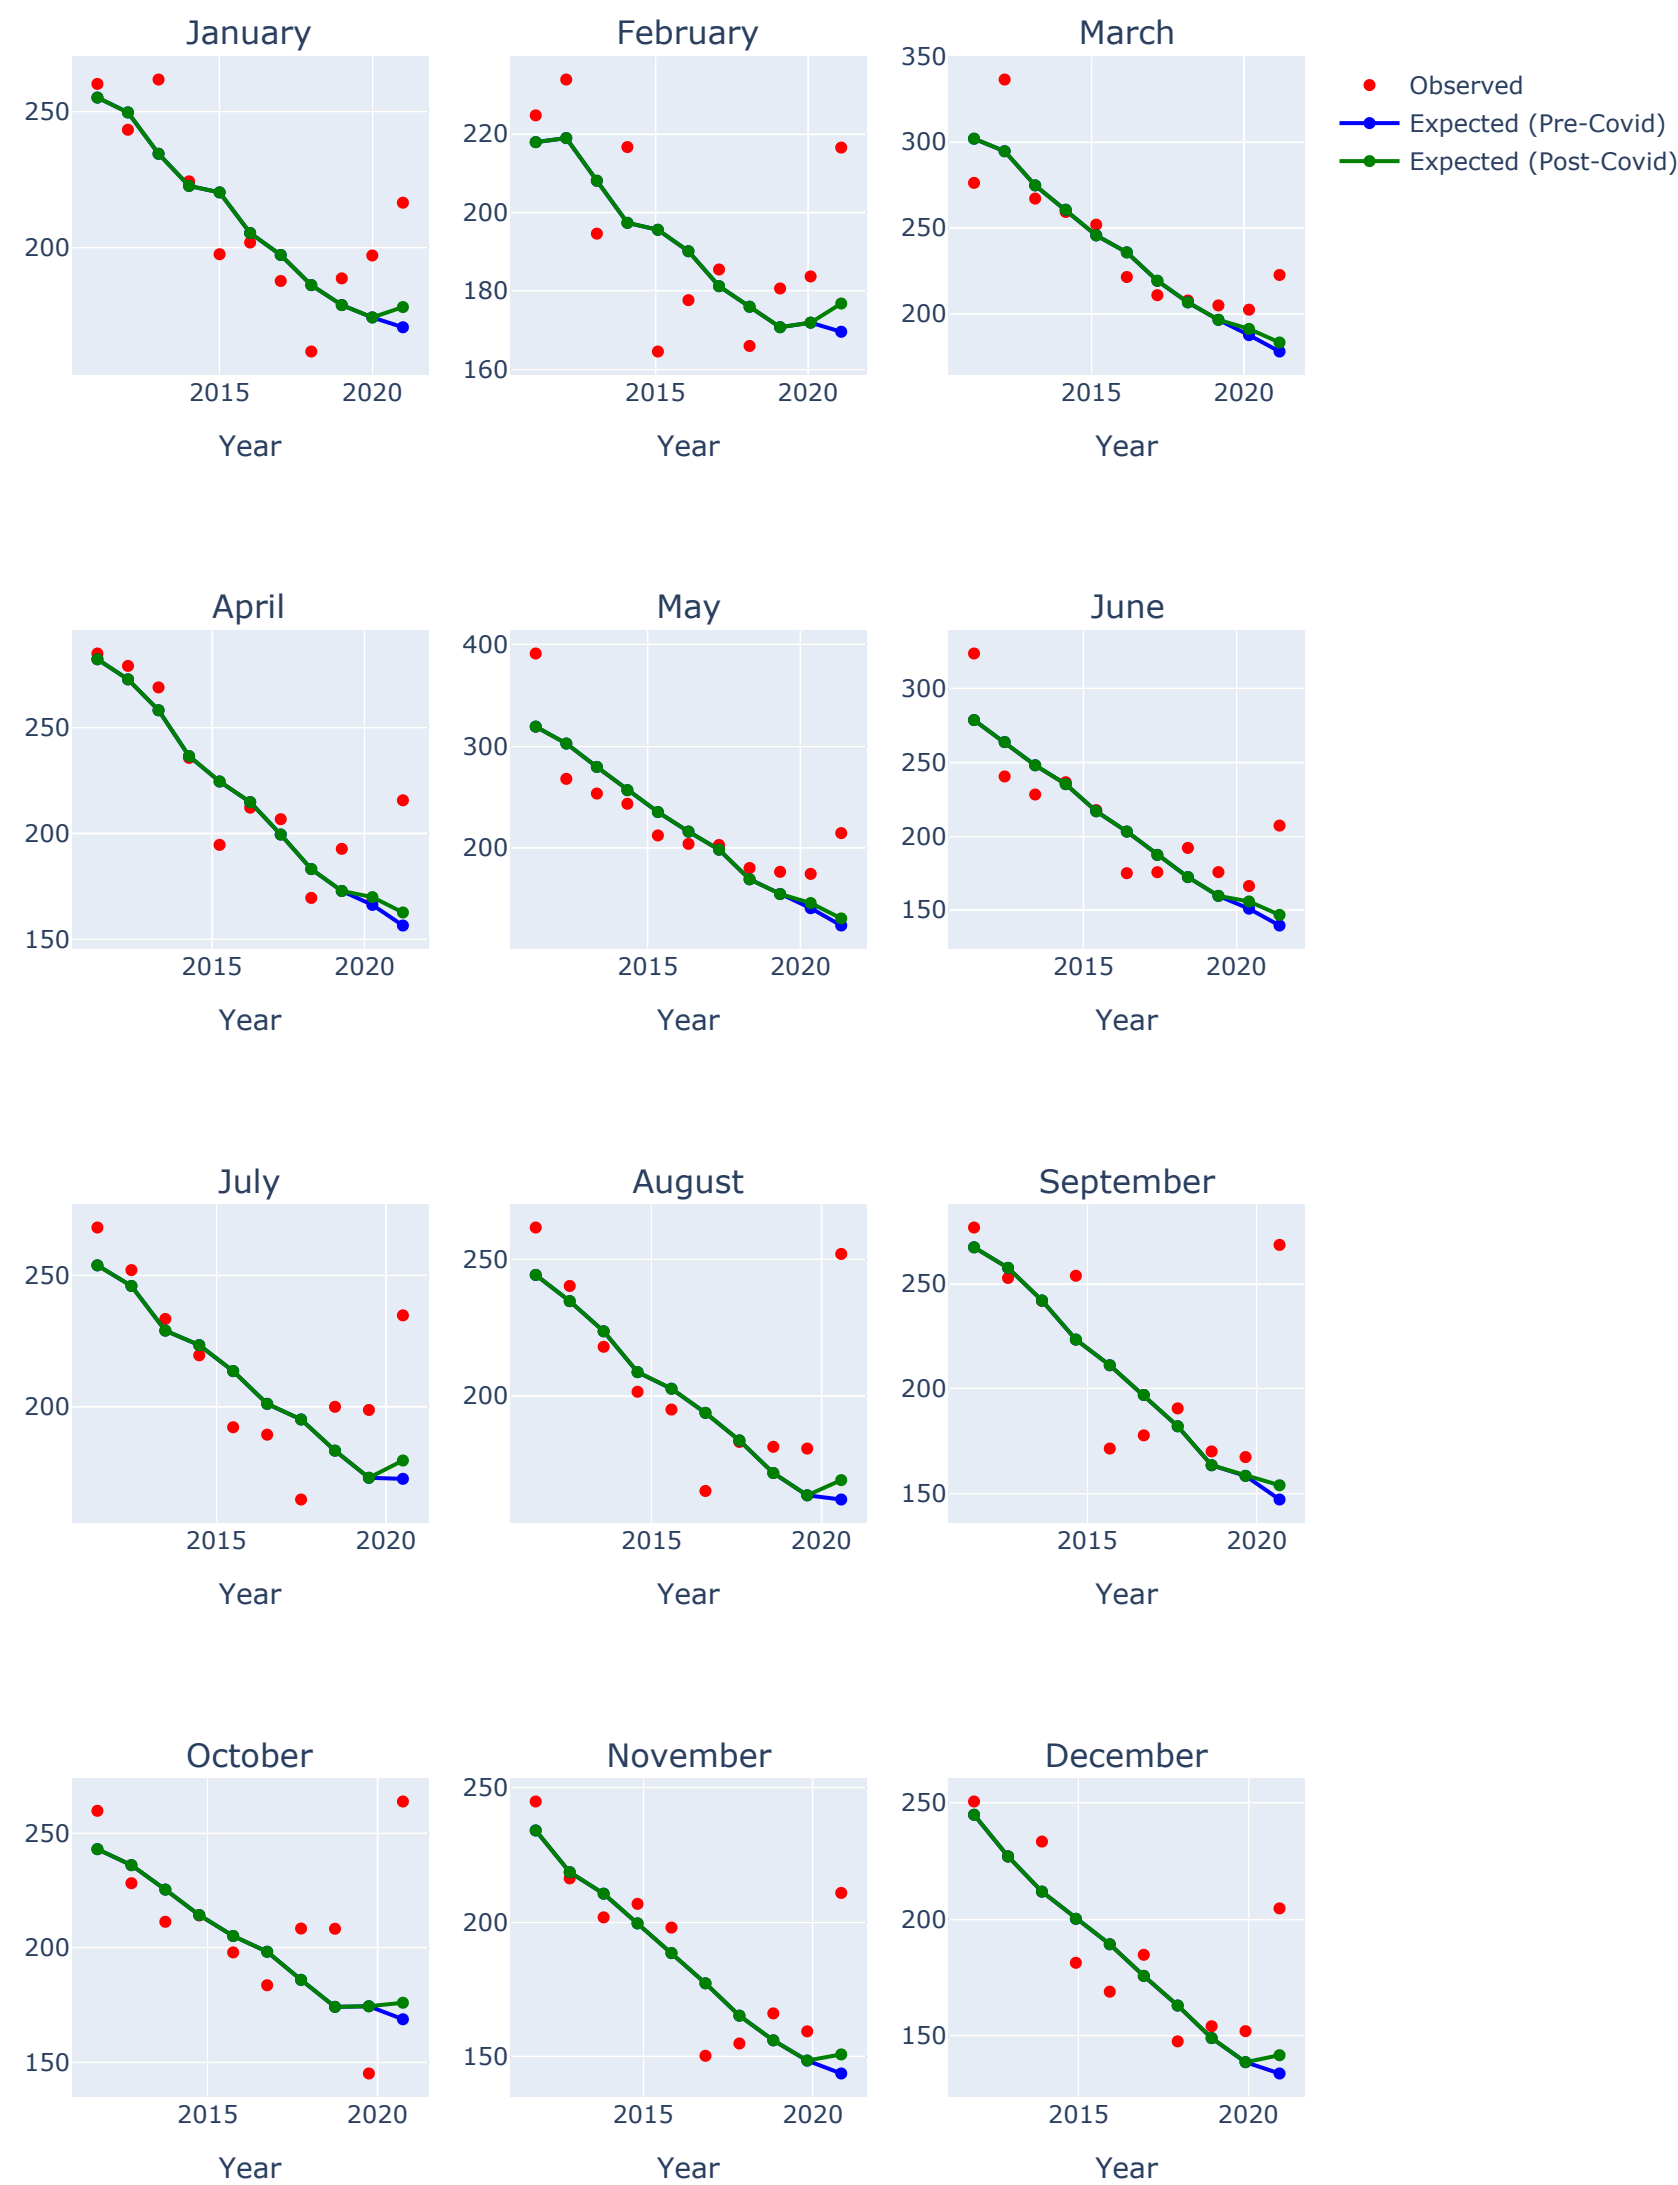 January
February
March
250
200
2015
2020
Year
220
200
180
160
2015
2020
Year
350
300
250
200
2015
2020
Year
Observed
Expected (Pre-Covid)
Expected (Post-Covid)
April
May
June
250
200
150
2015
2020
Year
400
300
200
2015
2020
Year
300
250
200
150
2015
2020
Year
July
August
September
250
200
2015
2020
Year
250
200
2015
2020
Year
250
200
150
2015
2020
Year
October
November
December
250
200
150
2015
2020
Year
250
200
150
2015
2020
Year
250
200
150
2015
2020
Year